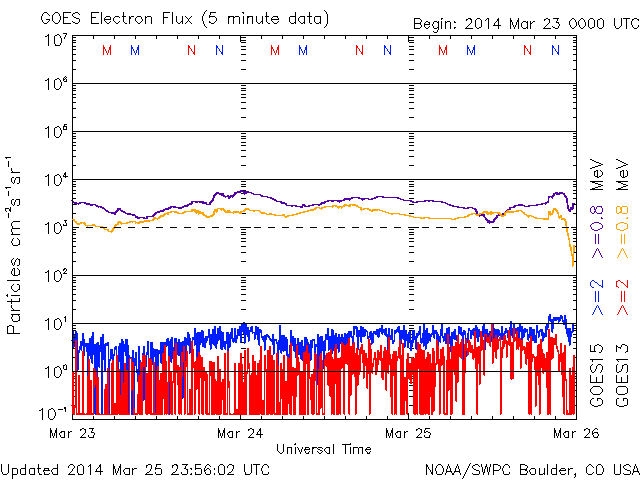 GOES Electron Flux (5 minute data)
Begin: 2014 Mar 23 0000 UTC
10⁷
M M N N M M N N M M N N
10⁶
10⁵
10⁴
10³
10²
10¹
10⁰
10⁻¹
Particles cm⁻²s⁻¹sr⁻¹
Mar 23 Mar 24 Mar 25 Mar 26
Universal Time
GOES15 >=2 >=0.8 MeV
GOES13 >=2 >=0.8 MeV
Updated 2014 Mar 25 23:56:02 UTC
NOAA/SWPC Boulder, CO USA